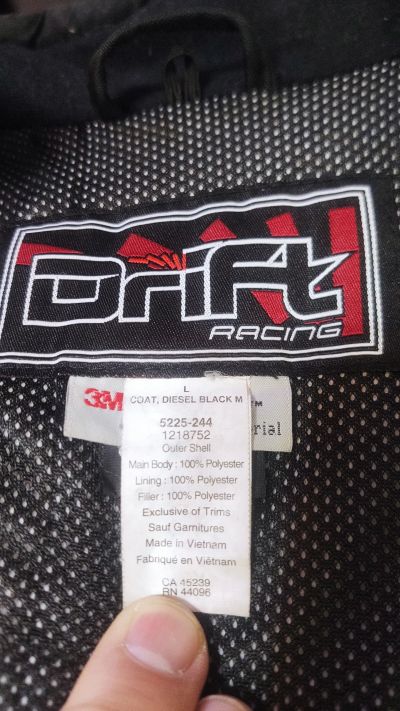 Drift
RACING
3M
L
COAT, DIESEL BLACK M
™
5225-244
1218752
Outer Shell
Main Body : 100% Polyester
Lining : 100% Polyester
Filler : 100% Polyester
Exclusive of Trims
Sauf Garnitures
Made in Vietnam
Fabriqué en Viêtnam
CA 45239
RN 44096